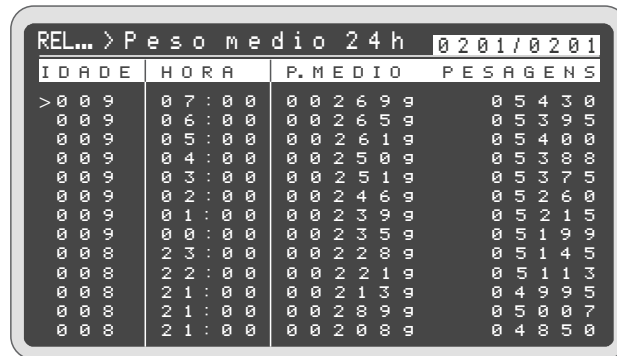 REL... > Peso medio 24h 0201/0201
IDADE HORA P.MEDIO PESAGENS
>009 07:00 00269g 05430
009 06:00 00265g 05395
009 05:00 00261g 05400
009 04:00 00250g 05388
009 03:00 00251g 05375
009 02:00 00246g 05260
009 01:00 00239g 05215
009 00:00 00235g 05199
008 23:00 00228g 05145
008 22:00 00221g 05113
008 21:00 00213g 04995
008 21:00 00289g 05007
008 21:00 00208g 04850